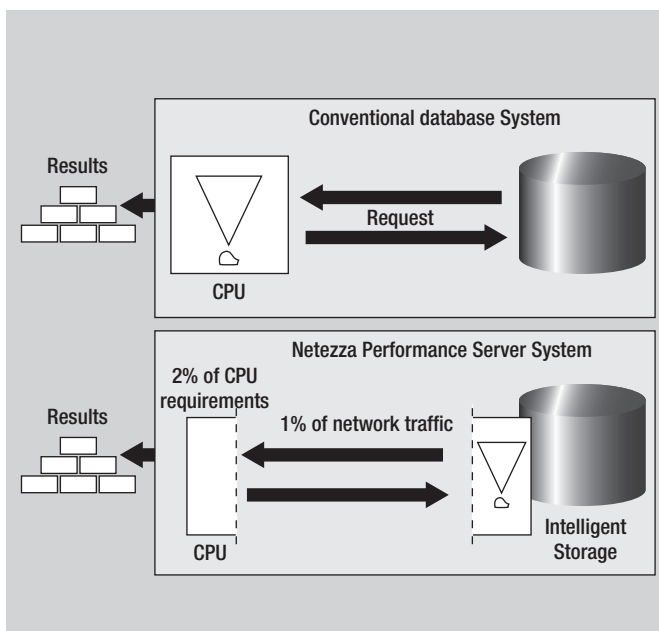 Conventional database System
Results
Request
CPU
Netezza Performance Server System
2% of CPU
requirements
Results
1% of network traffic
CPU
Intelligent
Storage